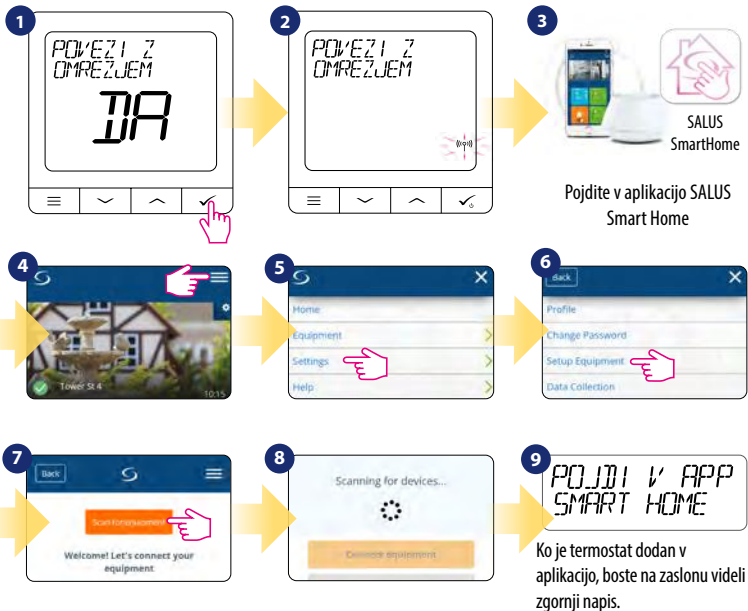 1
POVEZI Z
OMREZJEM
DA
2
POVEZI Z
OMREZJEM
3
SALUS
SmartHome
Pojdite v aplikacijo SALUS
Smart Home
4
Tower St 4
10:15
5
Home
Equipment
Settings
Help
6
Back
Profile
Change Password
Setup Equipment
Data Collection
7
Back
Scan for equipment
Welcome! Let's connect your
equipment
8
Scanning for devices...
Connect equipment
9
POJDI V APP
SMART HOME
Ko je termostat dodan v
aplikacijo, boste na zaslonu videli
zgornji napis.